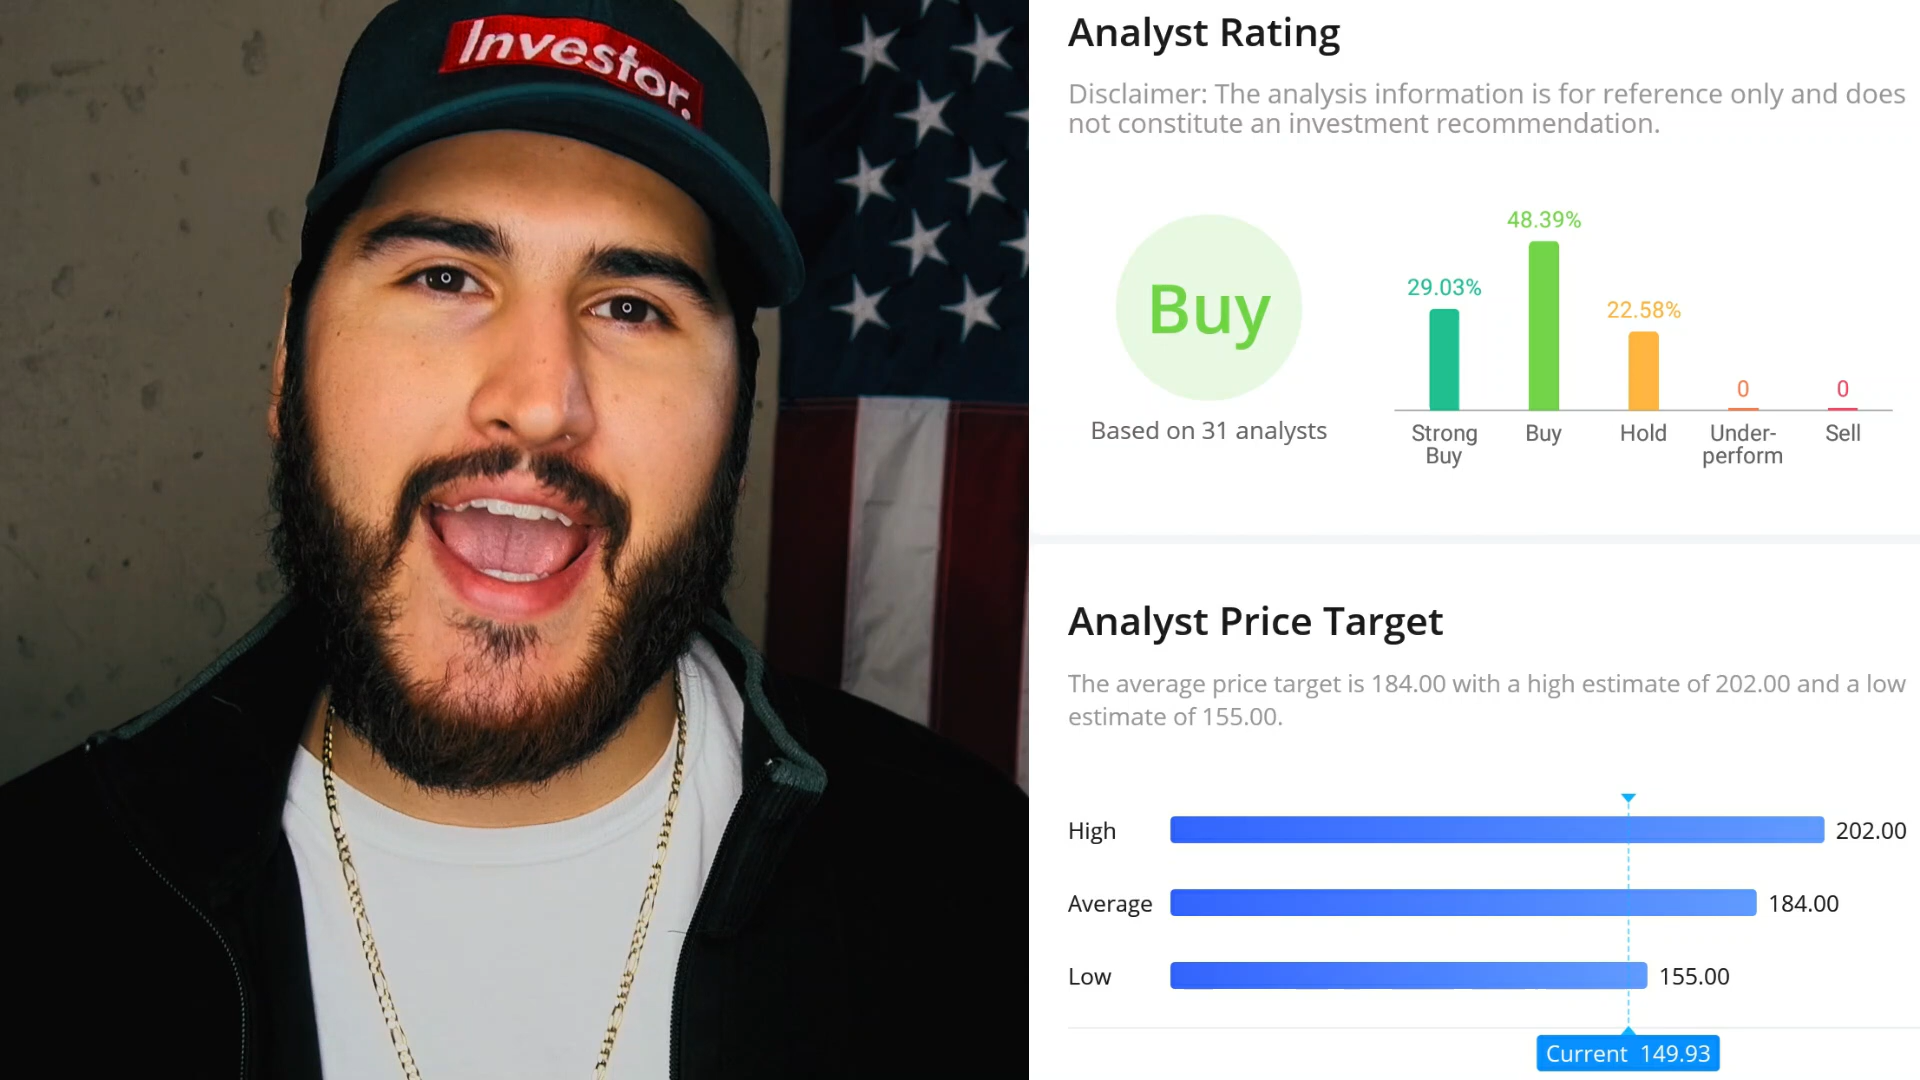 Investor.
Analyst Rating
Disclaimer: The analysis information is for reference only and does
not constitute an investment recommendation.
Buy
Based on 31 analysts
29.03%
48.39%
22.58%
0
0
Strong
Buy
Buy
Hold
Under-
perform
Sell
Analyst Price Target
The average price target is 184.00 with a high estimate of 202.00 and a low
estimate of 155.00.
High
202.00
Average
184.00
Low
155.00
Current 149.93